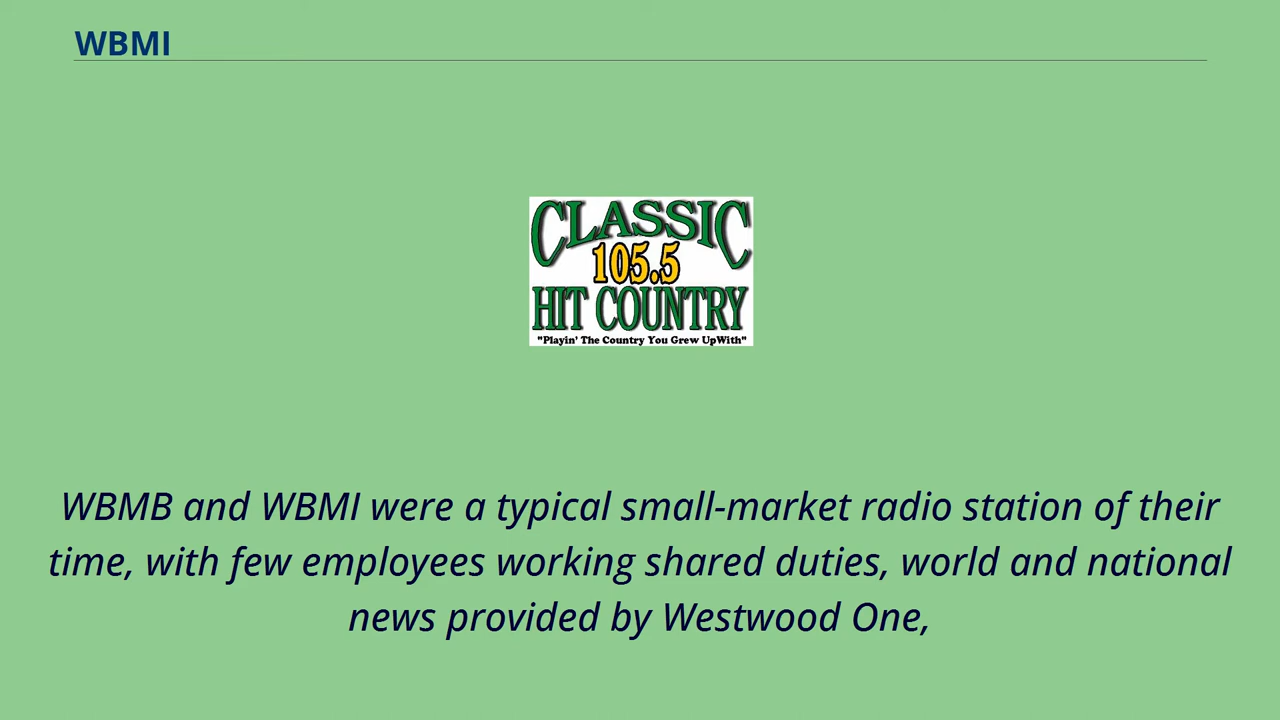 WBMI
CLASSIC
105.5
HIT COUNTRY
"Playin' The Country You Grew UpWith"
WBMB and WBMI were a typical small-market radio station of their
time, with few employees working shared duties, world and national
news provided by Westwood One,